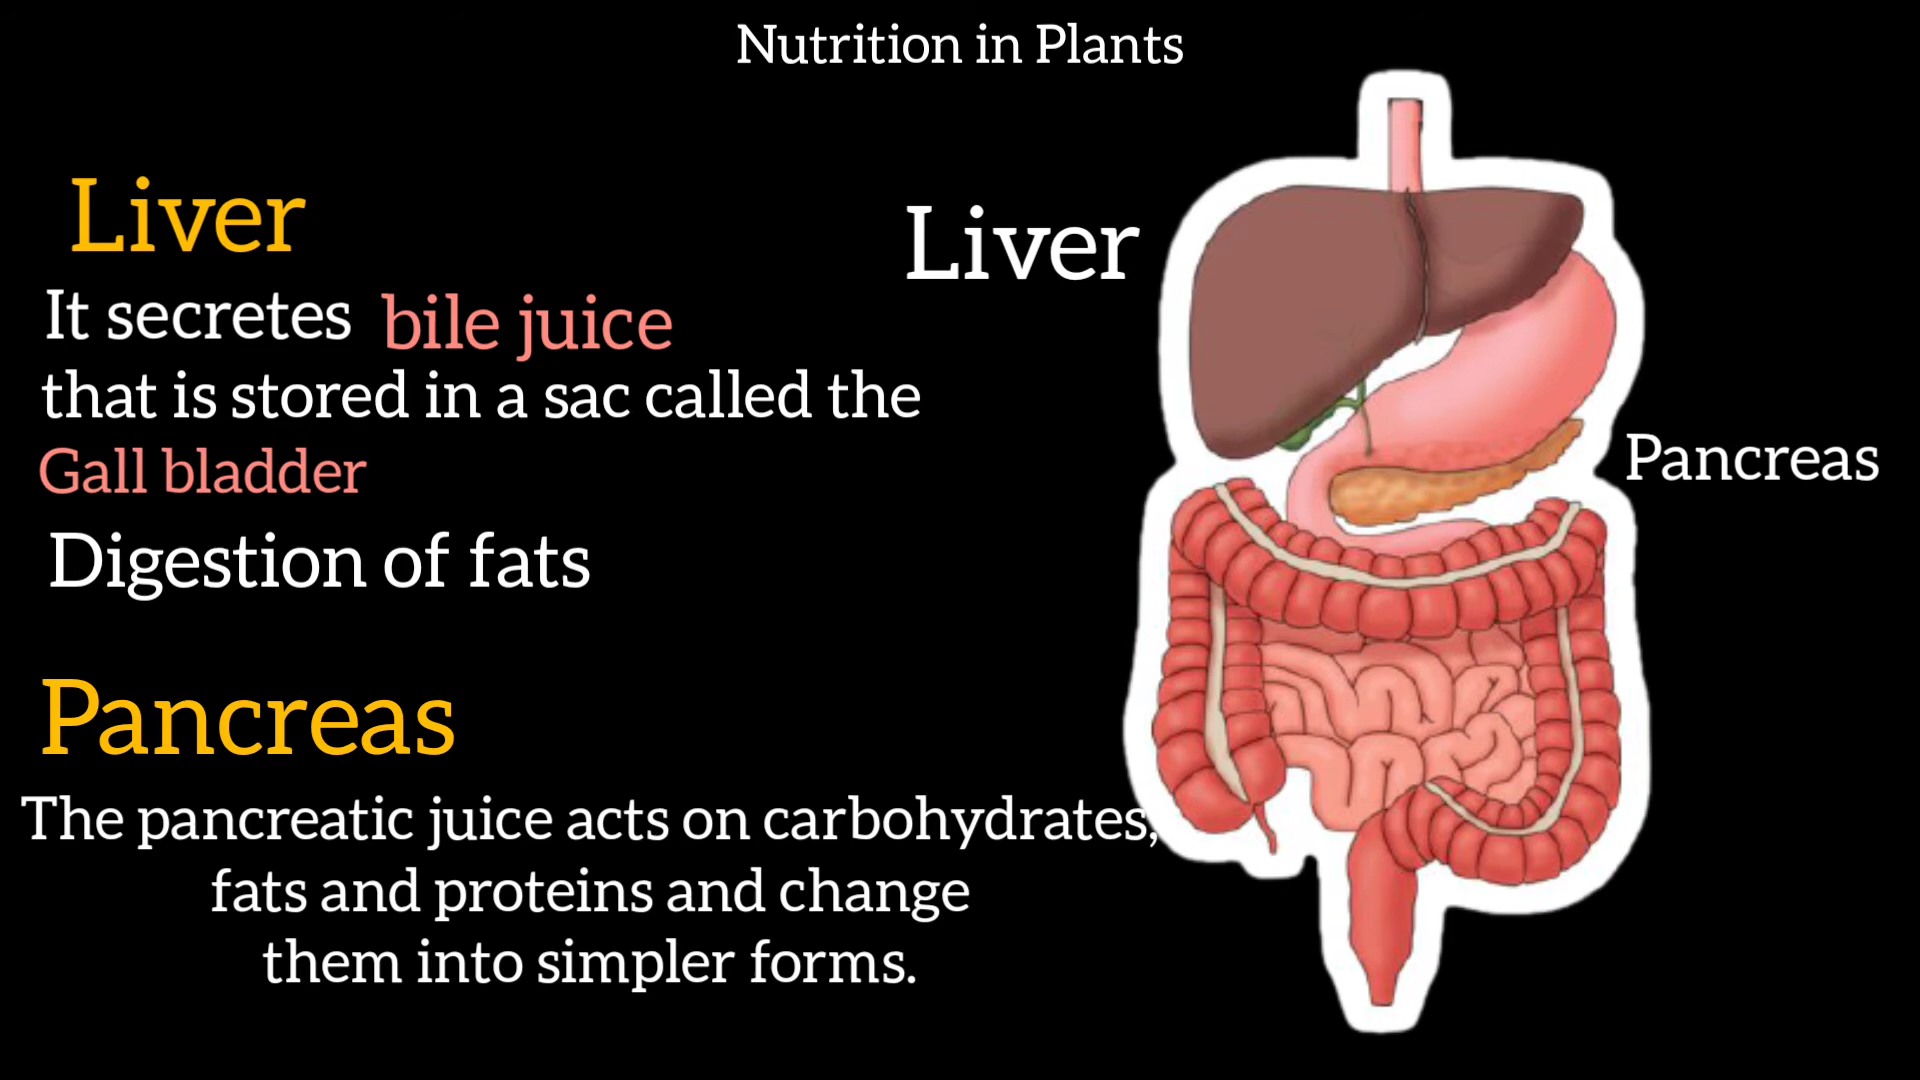 Nutrition in Plants
Liver
It secretes bile juice
that is stored in a sac called the
Gall bladder
Digestion of fats
Pancreas
The pancreatic juice acts on carbohydrates,
fats and proteins and change
them into simpler forms.
Liver
Pancreas